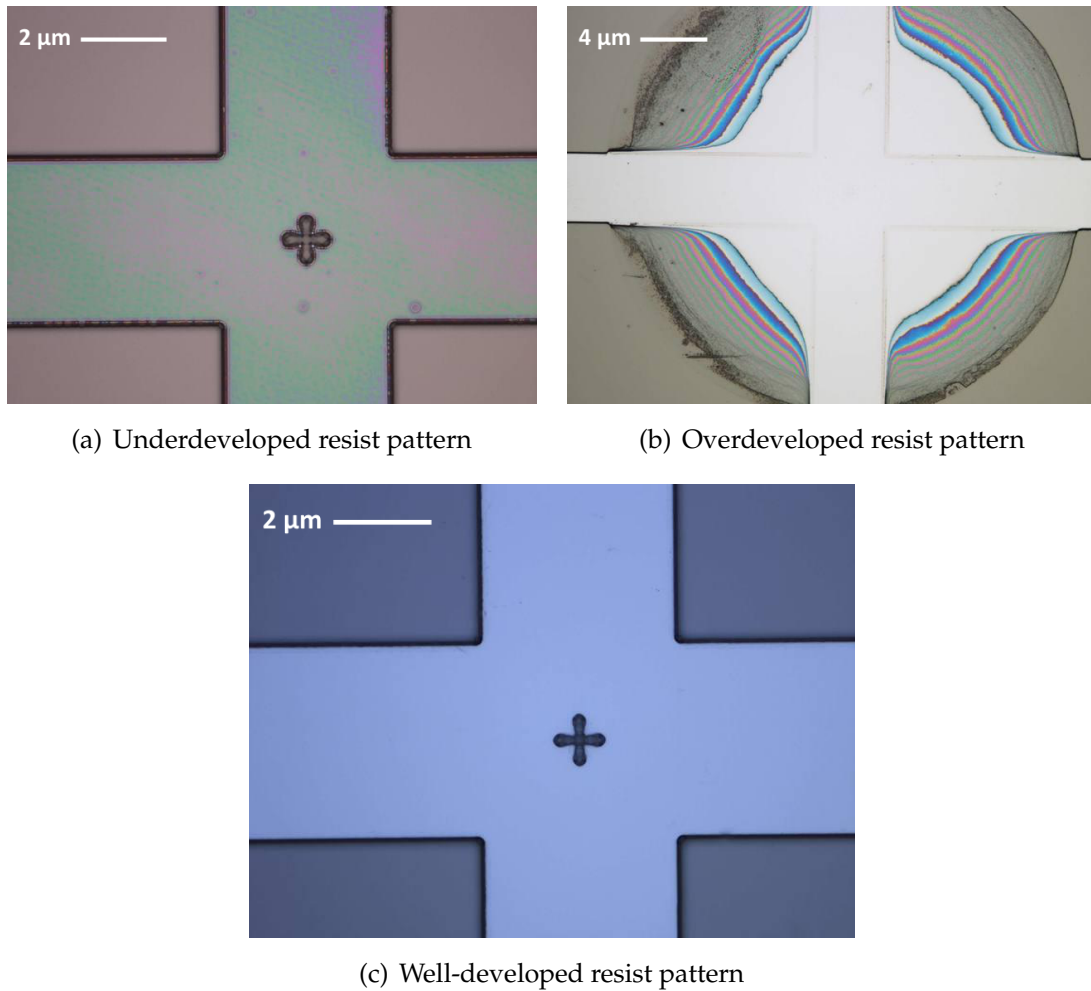 2 µm
4 µm
(a) Underdeveloped resist pattern
(b) Overdeveloped resist pattern
2 µm
(c) Well-developed resist pattern